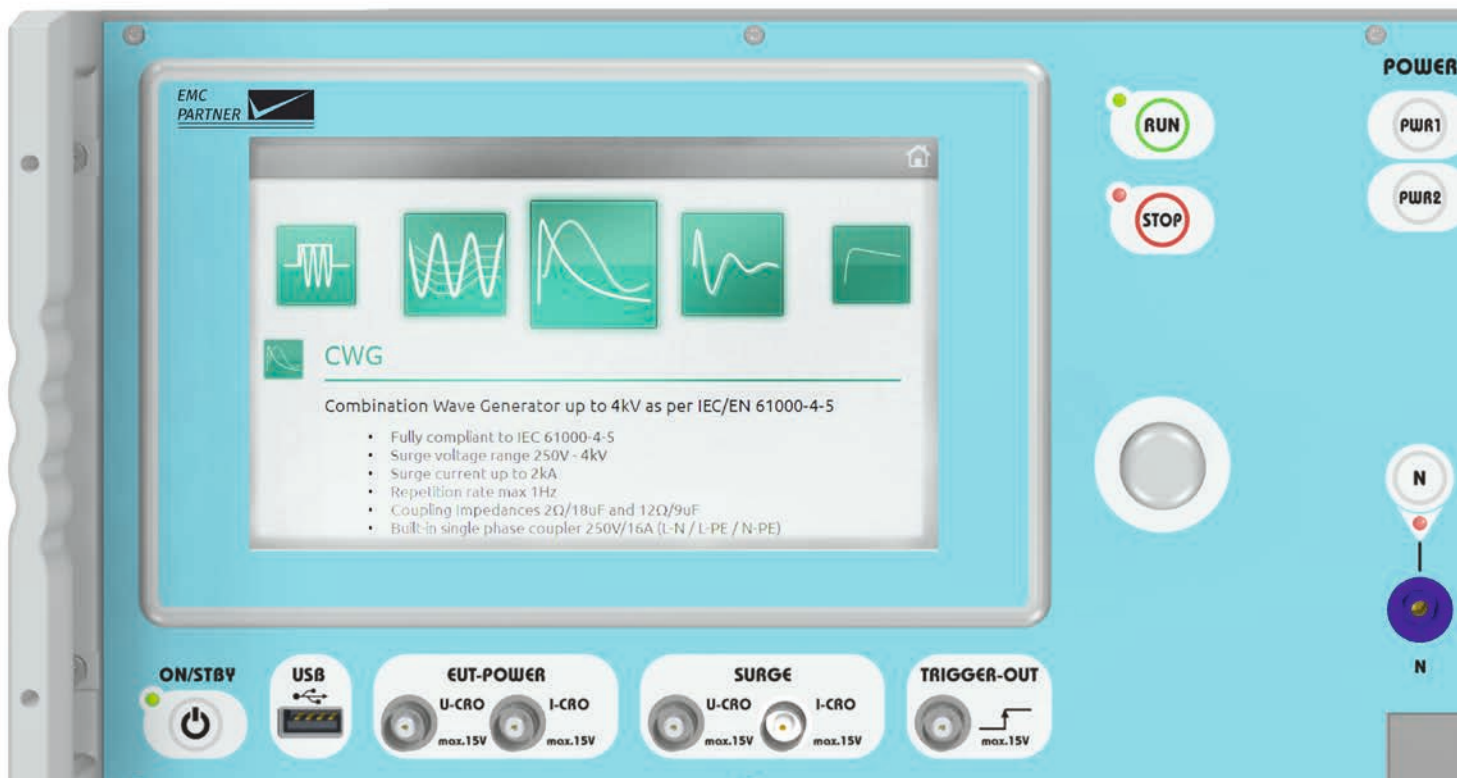 EMC
PARTNER
POWER
RUN
PWR1
STOP
PWR2
CWG
Combination Wave Generator up to 4kV as per IEC/EN 61000-4-5
• Fully compliant to IEC 61000-4-5
• Surge voltage range 250V - 4kV
• Surge current up to 2kA
• Repetition rate max 1Hz
• Coupling Impedances 2Ω/18uF and 12Ω/9uF
• Built-in single phase coupler 250V/16A (L-N / L-PE / N-PE)
N
N
ON/STBY
USB
EUT-POWER
U-CRO
max.15V
I-CRO
max.15V
SURGE
U-CRO
max.15V
I-CRO
max.15V
TRIGGER-OUT
max.15V